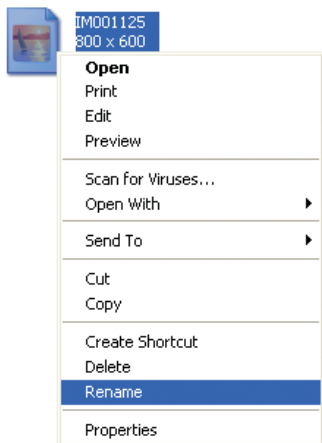 IM001125
800 x 600
Open
Print
Edit
Preview
Scan for Viruses...
Open With
Send To
Cut
Copy
Create Shortcut
Delete
Rename
Properties